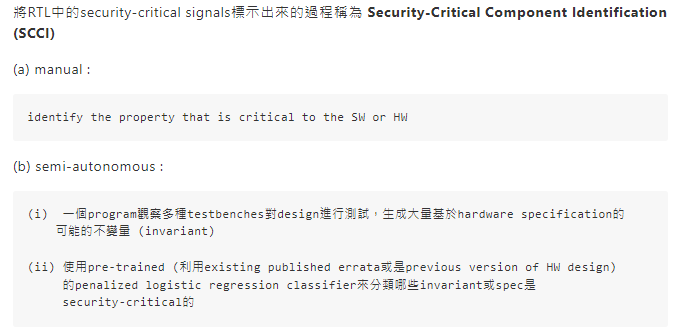 將RTL中的security-critical signals標示出來的過程稱為 Security-Critical Component Identification
(SCCI)
(a) manual :
identify the property that is critical to the SW or HW
(b) semi-autonomous :
(i) 一個program觀察多種testbenches對design進行測試，生成大量基於hardware specification的
可能的不變量 (invariant)
(ii) 使用pre-trained (利用existing published errata或是previous version of HW design)
的penalized logistic regression classifier來分類哪些invariant或spec是
security-critical的